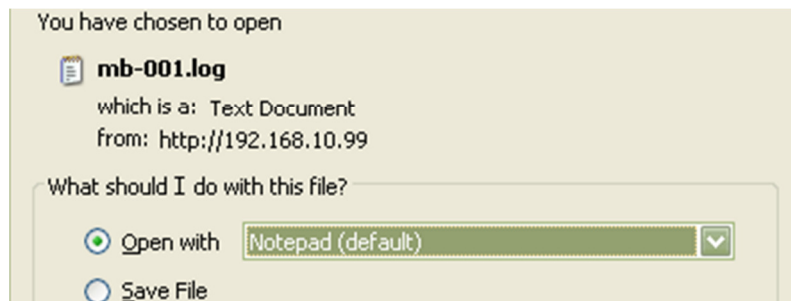 You have chosen to open
mb-001.log
which is a: Text Document
from: http://192.168.10.99
What should I do with this file?
Open with Notepad (default)
Save File